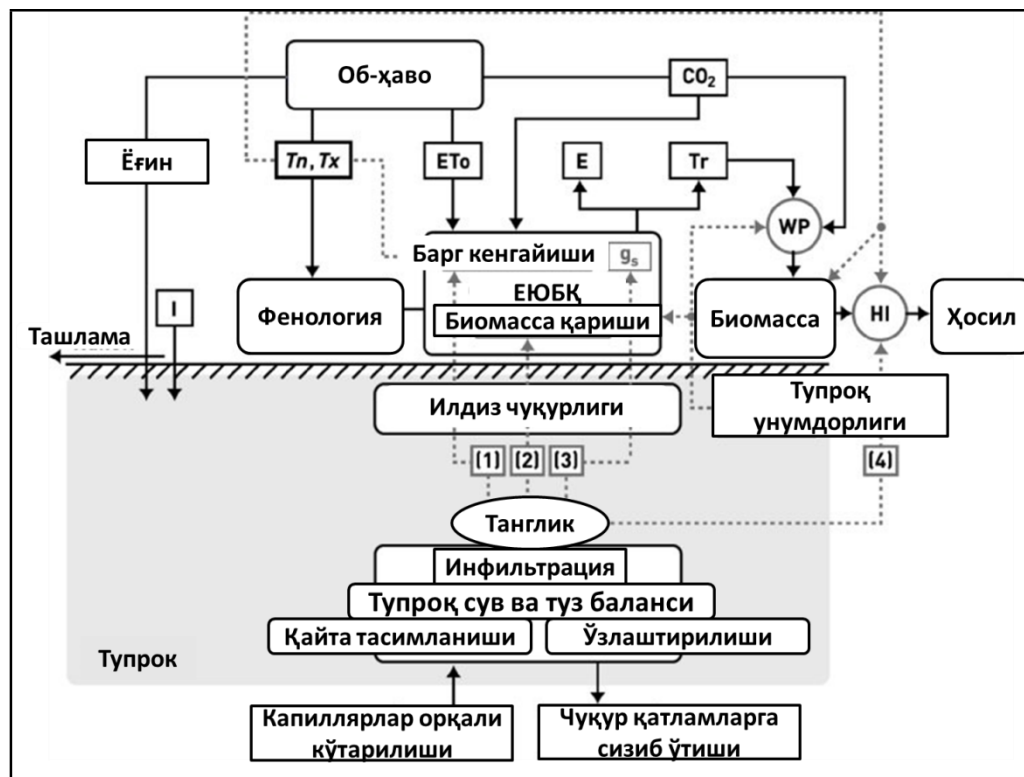 Об-ҳаво
CO₂
Ёғин
Tn, Tx
ETo
E
Tr
WP
Барг кенгайиши
gs
ЕЮБҚ
Биомасса қариши
Фенология
Биомасса
HI
Ҳосил
I
Ташлама
Илдиз чуқурлиги
Тупроқ
унумдорлиги
(1)
(2)
(3)
(4)
Танглик
Инфильтрация
Тупроқ сув ва туз баланси
Қайта тасимланиши
Ўзлаштирилиши
Тупрок
Капиллярлар орқали
кўтарилиши
Чуқур қатламларга
сизиб ўтиши